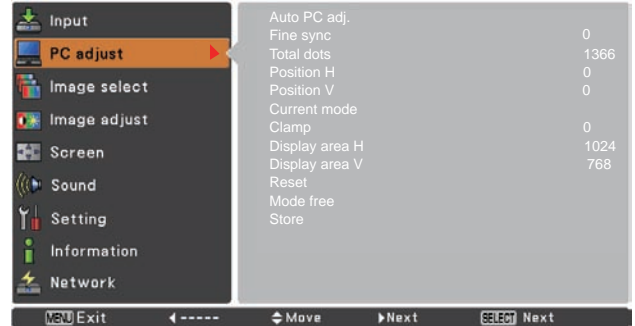 Input
PC adjust
Image select
Image adjust
Screen
Sound
Setting
Information
Network
Auto PC adj.
Fine sync 0
Total dots 1366
Position H 0
Position V 0
Current mode
Clamp 0
Display area H 1024
Display area V 768
Reset
Mode free
Store
MENU Exit ----- Move Next SELECT Next